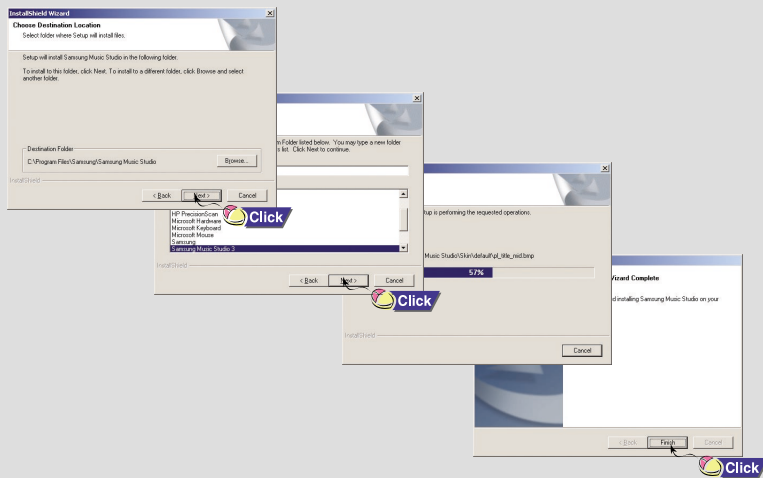 InstallShield Wizard
Choose Destination Location
Select folder where Setup will install files.
Setup will install Samsung Music Studio in the following folder.
To install to this folder, click Next. To install to a different folder, click Browse and select
another folder.
Destination Folder
C:\Program Files\Samsung\Samsung Music Studio
Browse...
InstallShield
< Back
Next >
Cancel
Click
m Folder listed below. You may type a new folder
s list. Click Next to continue.
HP PrecisionScan
Microsoft Hardware
Microsoft Keyboard
Microsoft Mouse
Samsung
Samsung Music Studio 3
InstallShield
< Back
Next >
Cancel
Click
tup is performing the requested operations.
Music Studio\Skin\default\pl_title_mid.bmp
57%
InstallShield
Cancel
Wizard Complete
d installing Samsung Music Studio on your
< Back
Finish
Cancel
Click